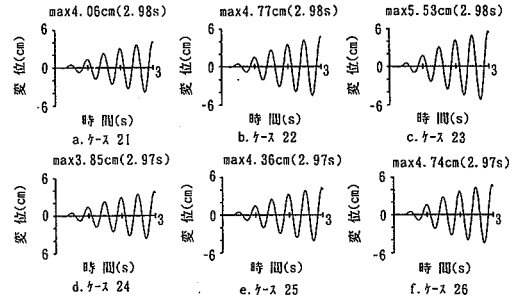 max4.06cm(2.98s) max4.77cm(2.98s) max5.53cm(2.98s)
6 6 6
変位(cm) 変位(cm) 変位(cm)
0 0 0
3 3 3
-6 -6 -6
時間(s) 時間(s) 時間(s)
a.ケース 21 b.ケース 22 c.ケース 23
max3.85cm(2.97s) max4.36cm(2.97s) max4.74cm(2.97s)
6 6 6
変位(cm) 変位(cm) 変位(cm)
0 0 0
3 3 3
6 -6 -6
時間(s) 時間(s) 時間(s)
d.ケース 24 e.ケース 25 f.ケース 26